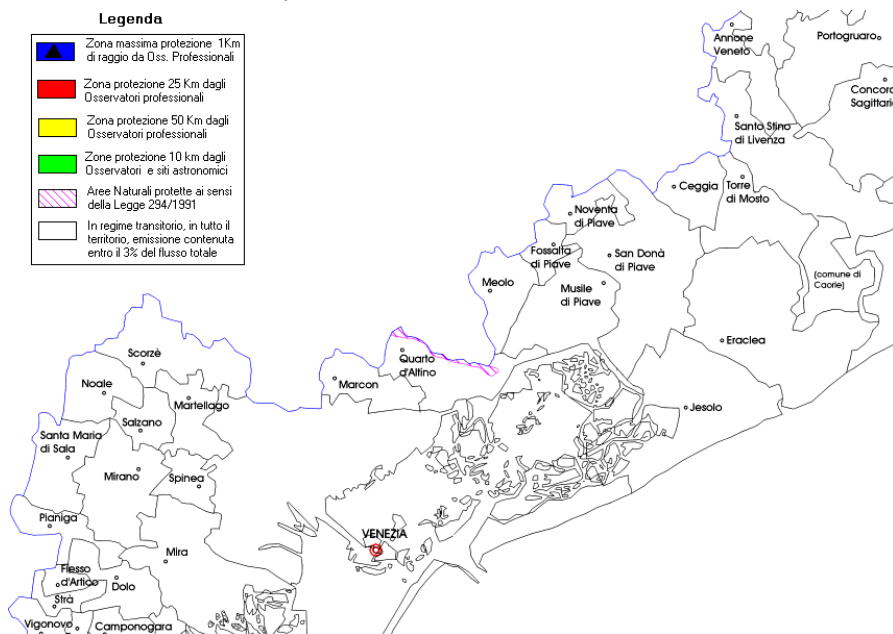 Legenda
Zona massima protezione 1Km
di raggio da Oss. Professionali
Zona protezione 25 Km dagli
Osservatori professionali
Zona protezione 50 Km dagli
Osservatori professionali
Zone protezione 10 km dagli
Osservatori e siti astronomici
Aree Naturali protette ai sensi
della Legge 294/1991
In regime transitorio, in tutto il
territorio, emissione contenuta
entro il 3% del flusso totale
Annone
Veneto
Portogruaro
Concord
Sagittari
Santo Stino
di Livenza
Ceggia
Torre
di Mosto
Noventa
di Piave
Fossalta
di Piave
San Donà
di Piave
(comune di
Caorle)
Meolo
Musile
di Piave
Eraclea
Scorzè
Quarto
d'Altino
Marcon
Noale
Martellago
Jesolo
Salzano
Santa Maria
di Sala
Mirano
Spinea
Pianiga
VENEZIA
Mira
Fiesso
d'Artico
Dolo
Strà
Vigonovo
Camponogara